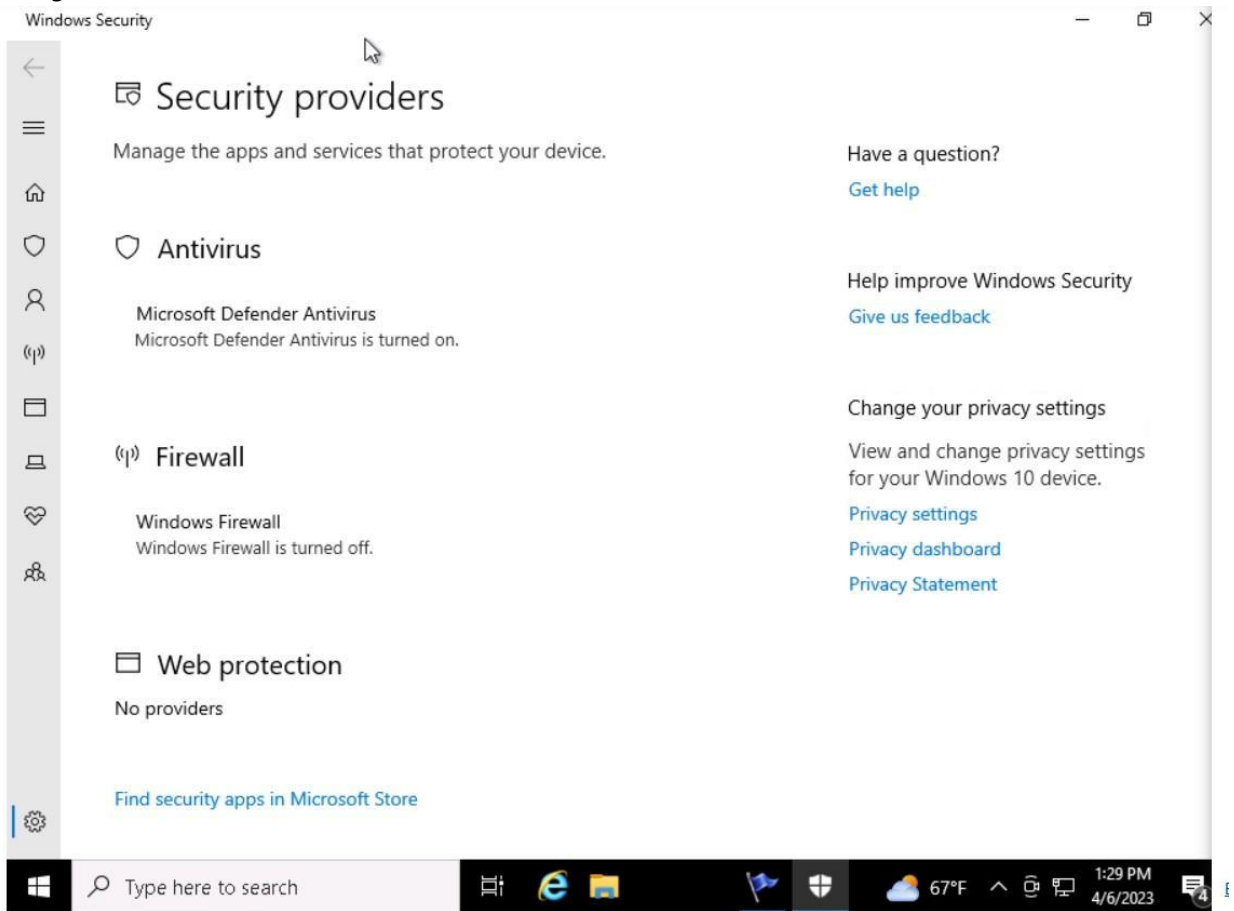 Windows Security
Security providers
Manage the apps and services that protect your device.
Antivirus
Microsoft Defender Antivirus
Microsoft Defender Antivirus is turned on.
Firewall
Windows Firewall
Windows Firewall is turned off.
Web protection
No providers
Find security apps in Microsoft Store
Have a question?
Get help
Help improve Windows Security
Give us feedback
Change your privacy settings
View and change privacy settings
for your Windows 10 device.
Privacy settings
Privacy dashboard
Privacy Statement
Type here to search
67°F
1:29 PM
4/6/2023
4